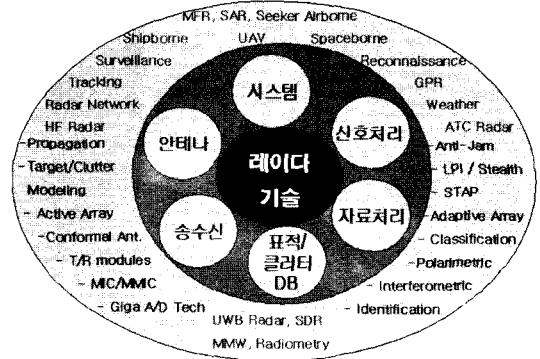 MFR, SAR, Seeker Airborne
Shipborne UAV Spaceborne
Surveillance Reconnaissance
Tracking GPR
Radar Network Weather
HF Radar ATC Radar
-Propagation -Anti-Jam
-Target/Clutter - LPI / Stealth
Modeling - STAP
- Active Array -Adaptive Array
-Conformal Ant. - Classification
- T/R modules -Polarimetric
- MIC/MMIC - Interferometric
- Giga A/D Tech - Identification
UWB Radar, SDR
MMW, Radiometry
시스템
안테나
신호처리
레이다
기술
송수신
자료처리
표적/
클러터
DB